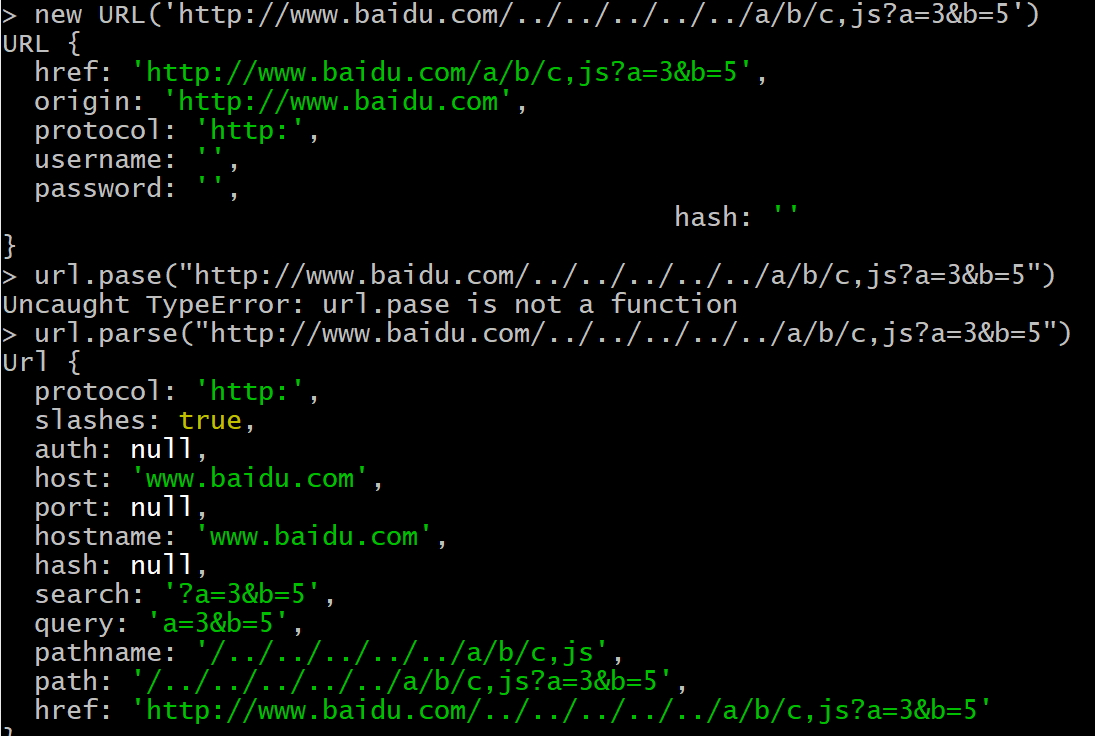 > new URL('http://www.baidu.com/../../../../../a/b/c,js?a=3&b=5')
URL {
  href: 'http://www.baidu.com/a/b/c,js?a=3&b=5',
  origin: 'http://www.baidu.com',
  protocol: 'http:',
  username: '',
  password: '',
                                        hash: ''
}
> url.pase("http://www.baidu.com/../../../../../a/b/c,js?a=3&b=5")
Uncaught TypeError: url.pase is not a function
> url.parse("http://www.baidu.com/../../../../../a/b/c,js?a=3&b=5")
Url {
  protocol: 'http:',
  slashes: true,
  auth: null,
  host: 'www.baidu.com',
  port: null,
  hostname: 'www.baidu.com',
  hash: null,
  search: '?a=3&b=5',
  query: 'a=3&b=5',
  pathname: '/../../../../../a/b/c,js',
  path: '/../../../../../a/b/c,js?a=3&b=5',
  href: 'http://www.baidu.com/../../../../../a/b/c,js?a=3&b=5'
}